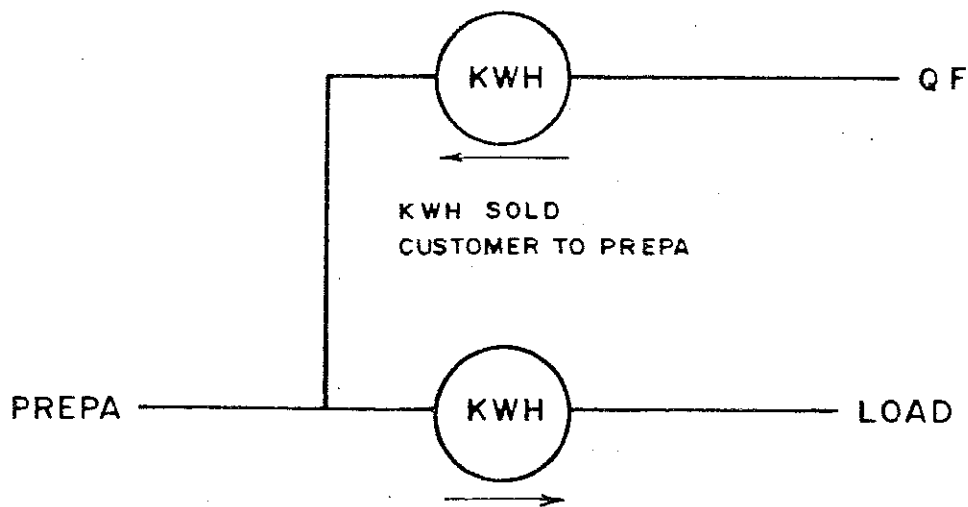 KWH
QF
KWH SOLD
CUSTOMER TO PREPA
PREPA
KWH
LOAD